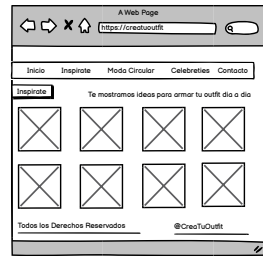 A Web Page
https://creatuoutfit
Inicio Inspirate Moda Circular Celebreties Contacto
Inspirate
Te mostramos ideas para armar tu outfit dia a dia
Todos los Derechos Reservados @CreaTuOutfit